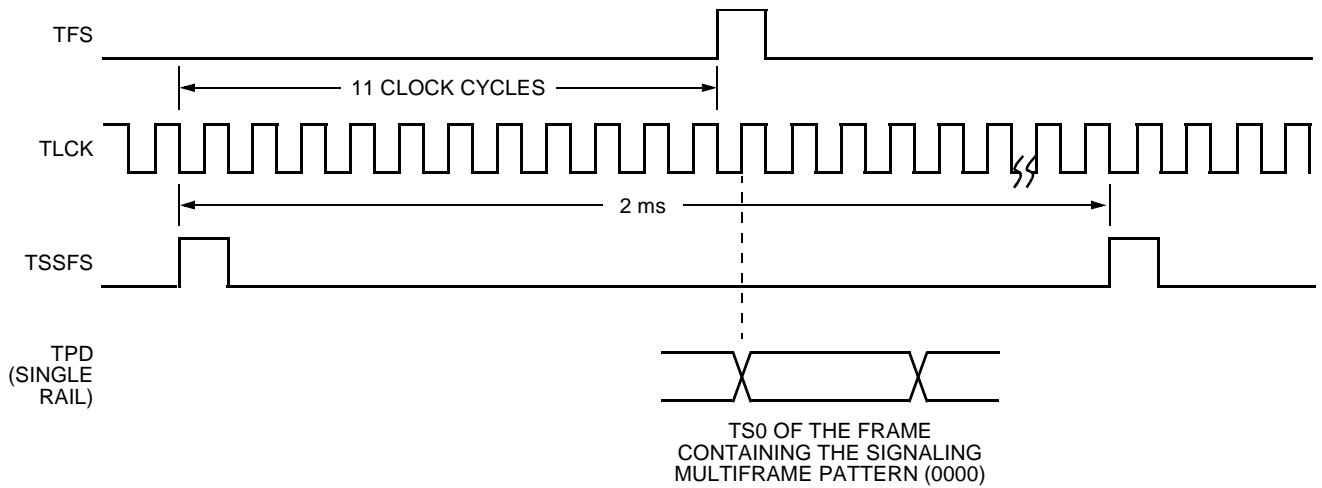 TFS
11 CLOCK CYCLES
TLCK
2 ms
TSSFS
TPD
(SINGLE
RAIL)
TS0 OF THE FRAME
CONTAINING THE SIGNALING
MULTIFRAME PATTERN (0000)